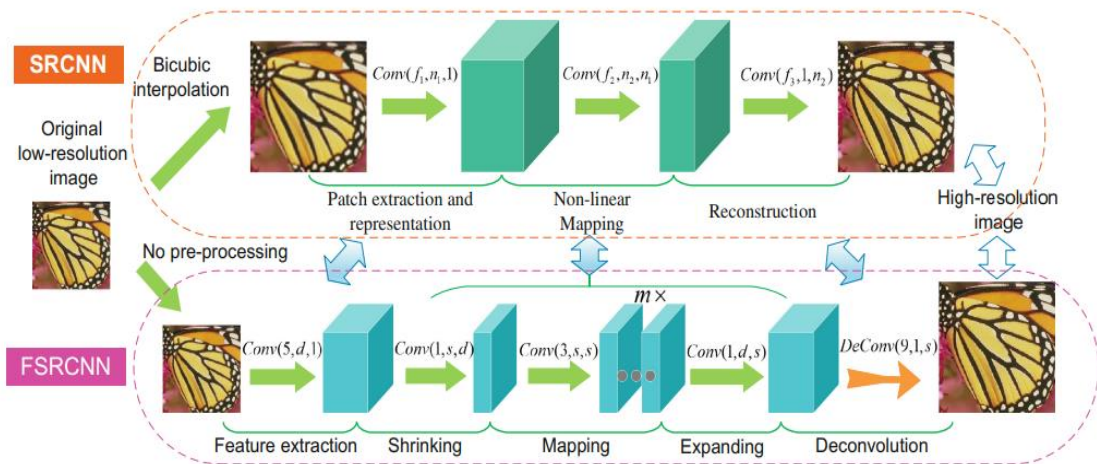 SRCNN
Bicubic
interpolation
Original
low-resolution
image
Conv(f₁,n₁,1)
Conv(f₂,n₂,n₁)
Conv(f₃,1,n₂)
Patch extraction and
representation
Non-linear
Mapping
Reconstruction
High-resolution
image
No pre-processing
FSRCNN
m×
Conv(5,d,1)
Conv(1,s,d)
Conv(3,s,s)
Conv(1,d,s)
DeConv(9,1,s)
Feature extraction
Shrinking
Mapping
Expanding
Deconvolution